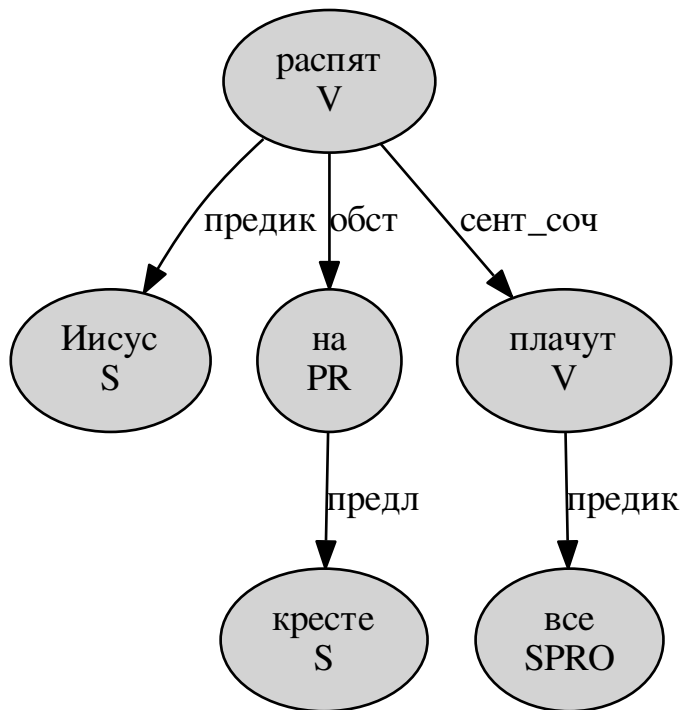 распят
V
предик
обст
сент_соч
Иисус
S
на
PR
плачут
V
предл
предик
кресте
S
все
SPRO